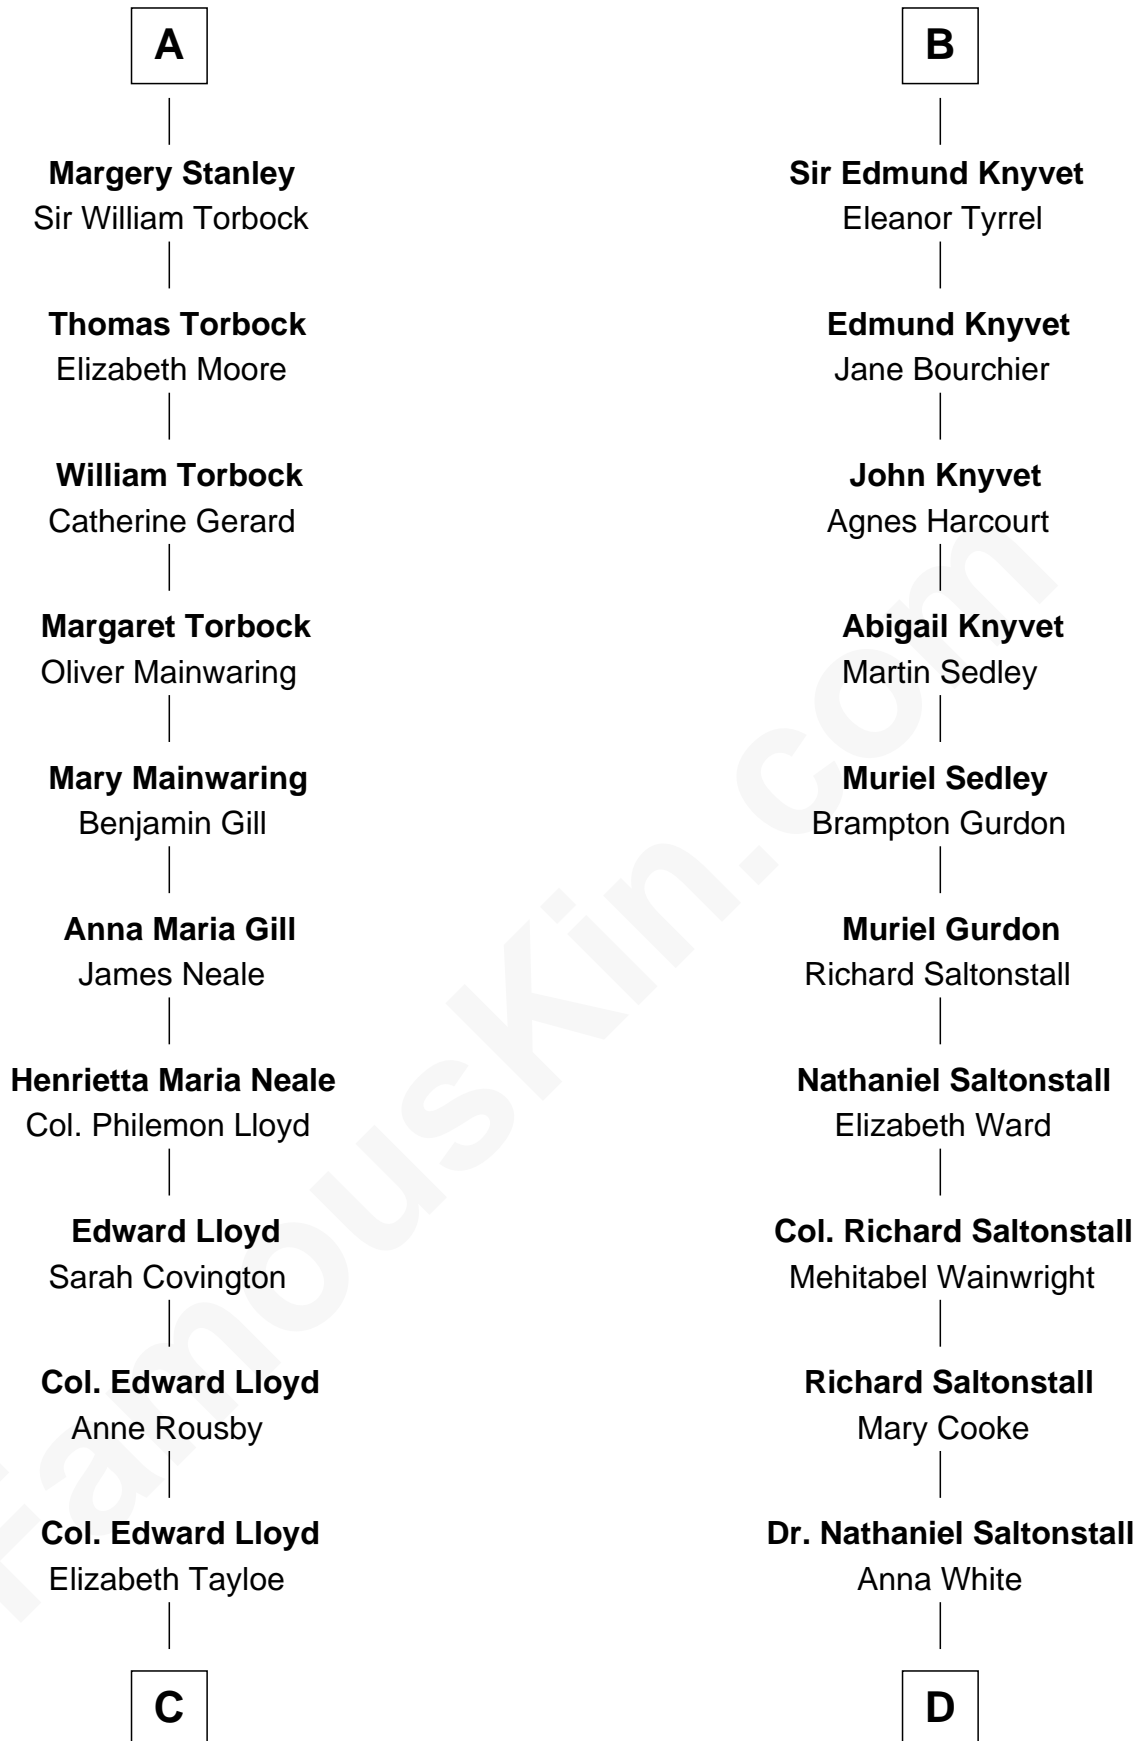 A
Margery Stanley
Sir William Torbock
Thomas Torbock
Elizabeth Moore
William Torbock
Catherine Gerard
Margaret Torbock
Oliver Mainwaring
Mary Mainwaring
Benjamin Gill
Anna Maria Gill
James Neale
Henrietta Maria Neale
Col. Philemon Lloyd
Edward Lloyd
Sarah Covington
Col. Edward Lloyd
Anne Rousby
Col. Edward Lloyd
Elizabeth Tayloe
C
B
Sir Edmund Knyvet
Eleanor Tyrrel
Edmund Knyvet
Jane Bourchier
John Knyvet
Agnes Harcourt
Abigail Knyvet
Martin Sedley
Muriel Sedley
Brampton Gurdon
Muriel Gurdon
Richard Saltonstall
Nathaniel Saltonstall
Elizabeth Ward
Col. Richard Saltonstall
Mehitabel Wainwright
Richard Saltonstall
Mary Cooke
Dr. Nathaniel Saltonstall
Anna White
D
FamousKin.com